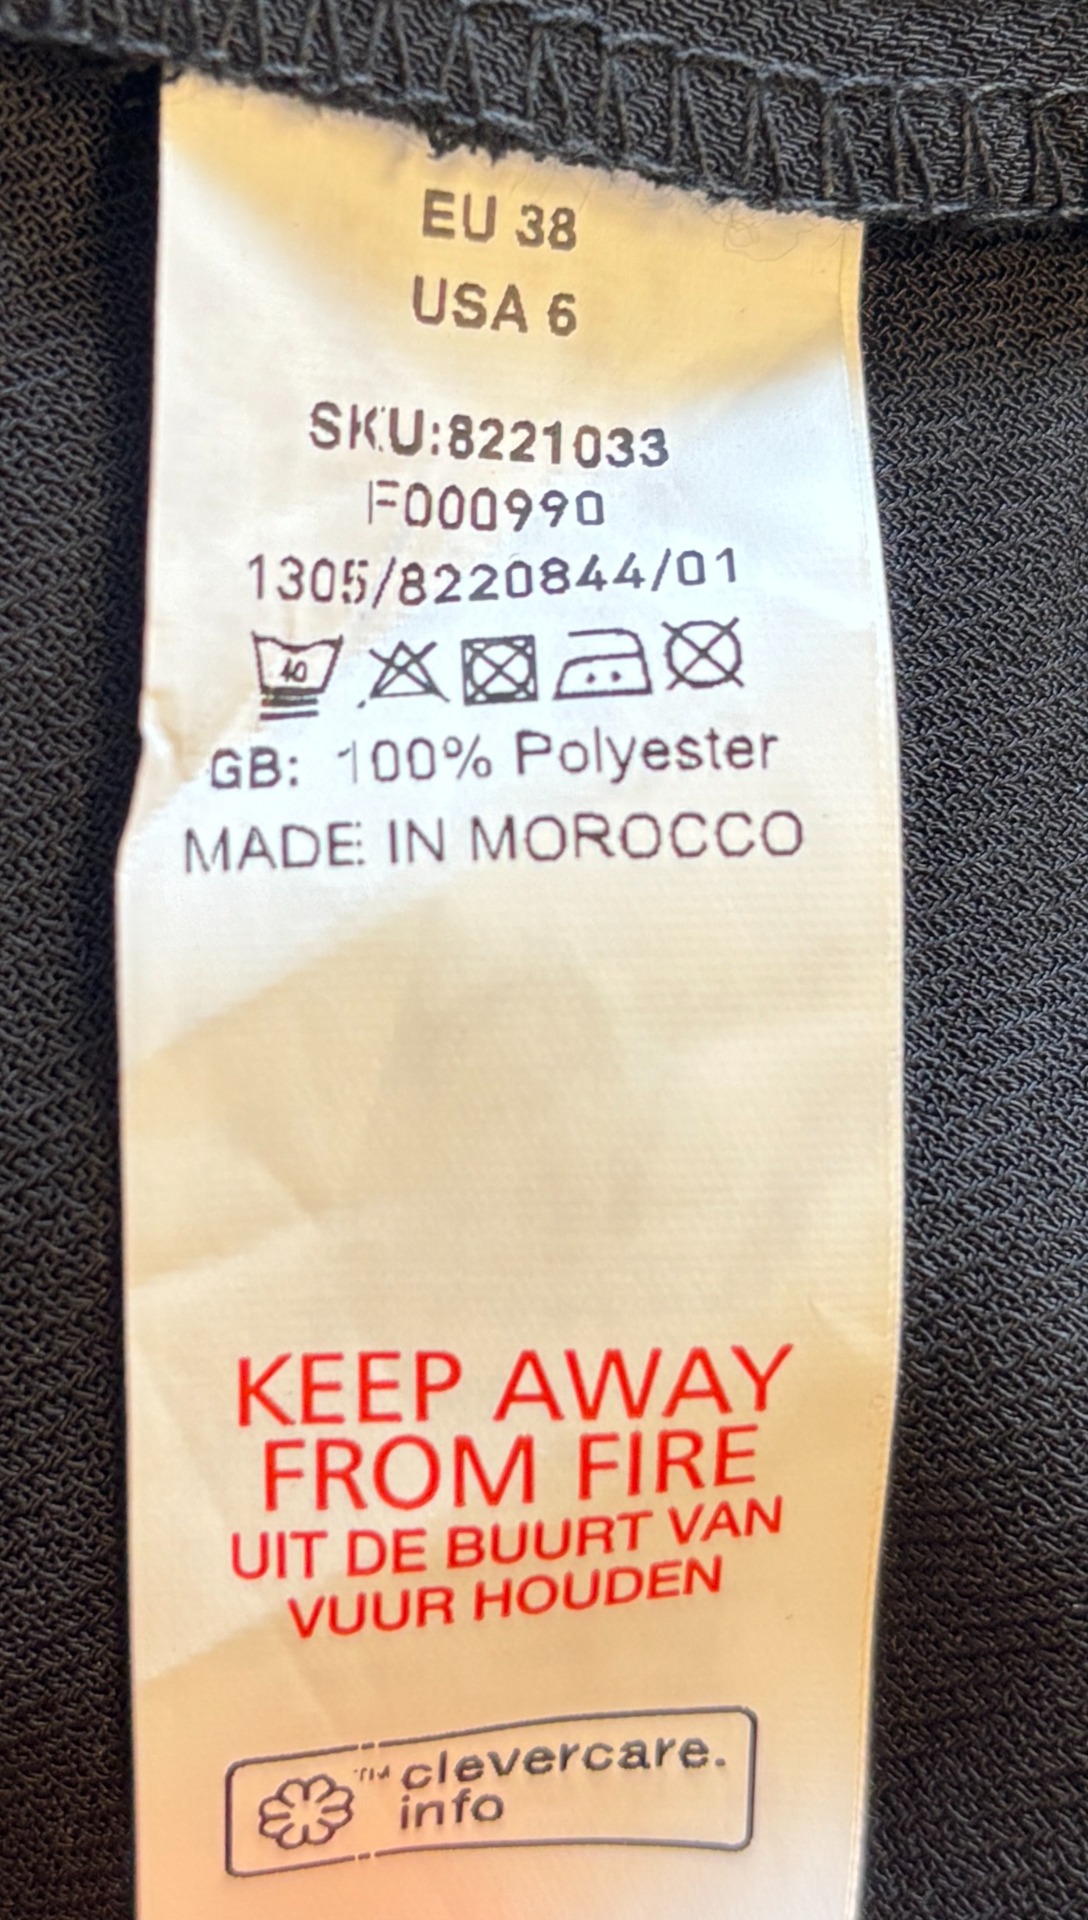 EU 38
USA 6
SKU:8221033
F000990
1305/8220844/01
40
GB: 100% Polyester
MADE IN MOROCCO
KEEP AWAY
FROM FIRE
UIT DE BUURT VAN
VUUR HOUDEN
™ clevercare.
info